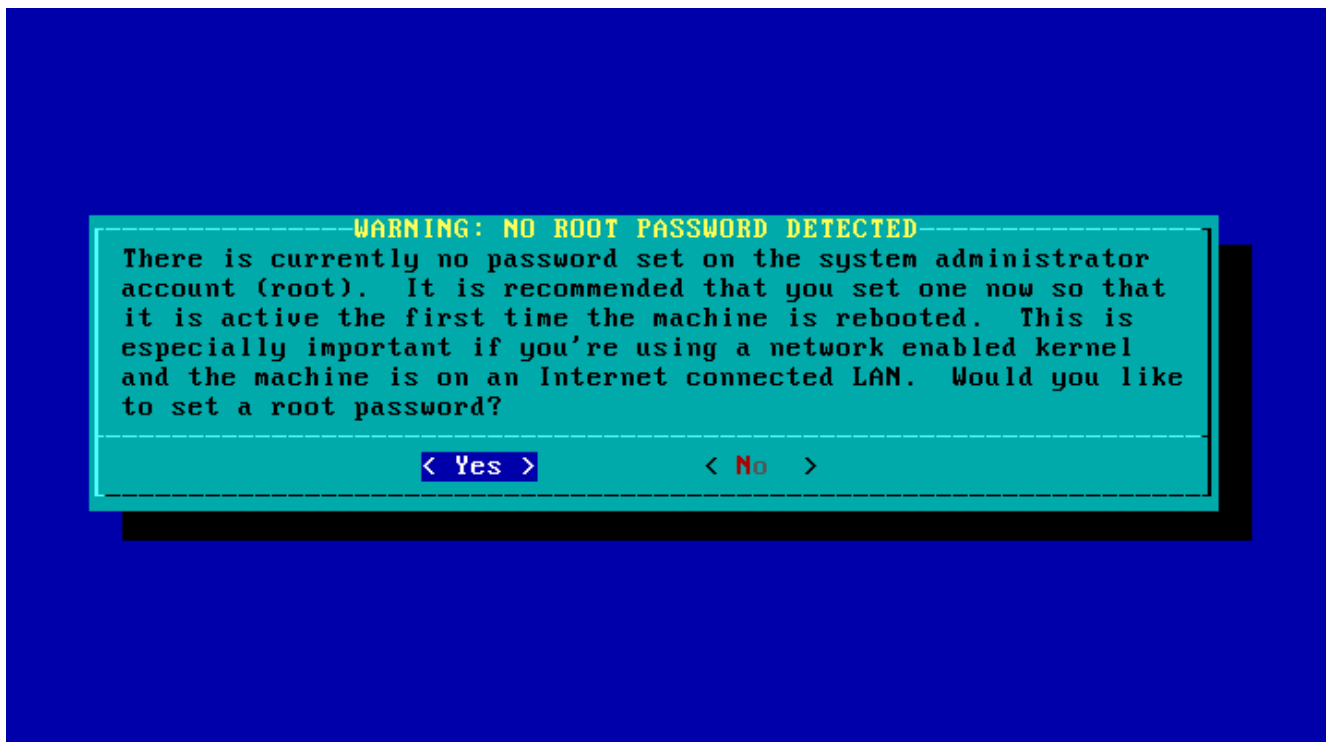 WARNING: NO ROOT PASSWORD DETECTED
There is currently no password set on the system administrator
account (root).  It is recommended that you set one now so that
it is active the first time the machine is rebooted.  This is
especially important if you're using a network enabled kernel
and the machine is on an Internet connected LAN.  Would you like
to set a root password?
< Yes > < No >